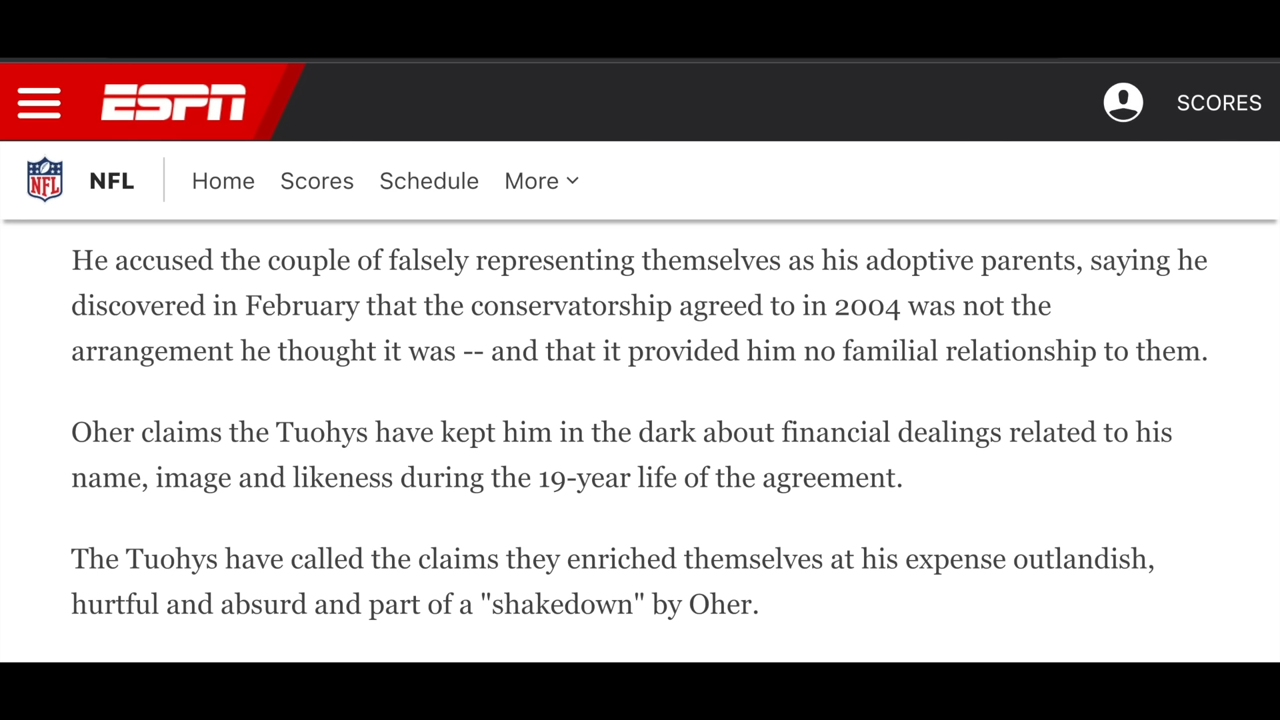 ESPN
SCORES
NFL
NFL
Home
Scores
Schedule
More
He accused the couple of falsely representing themselves as his adoptive parents, saying he
discovered in February that the conservatorship agreed to in 2004 was not the
arrangement he thought it was -- and that it provided him no familial relationship to them.
Oher claims the Tuohys have kept him in the dark about financial dealings related to his
name, image and likeness during the 19-year life of the agreement.
The Tuohys have called the claims they enriched themselves at his expense outlandish,
hurtful and absurd and part of a "shakedown" by Oher.